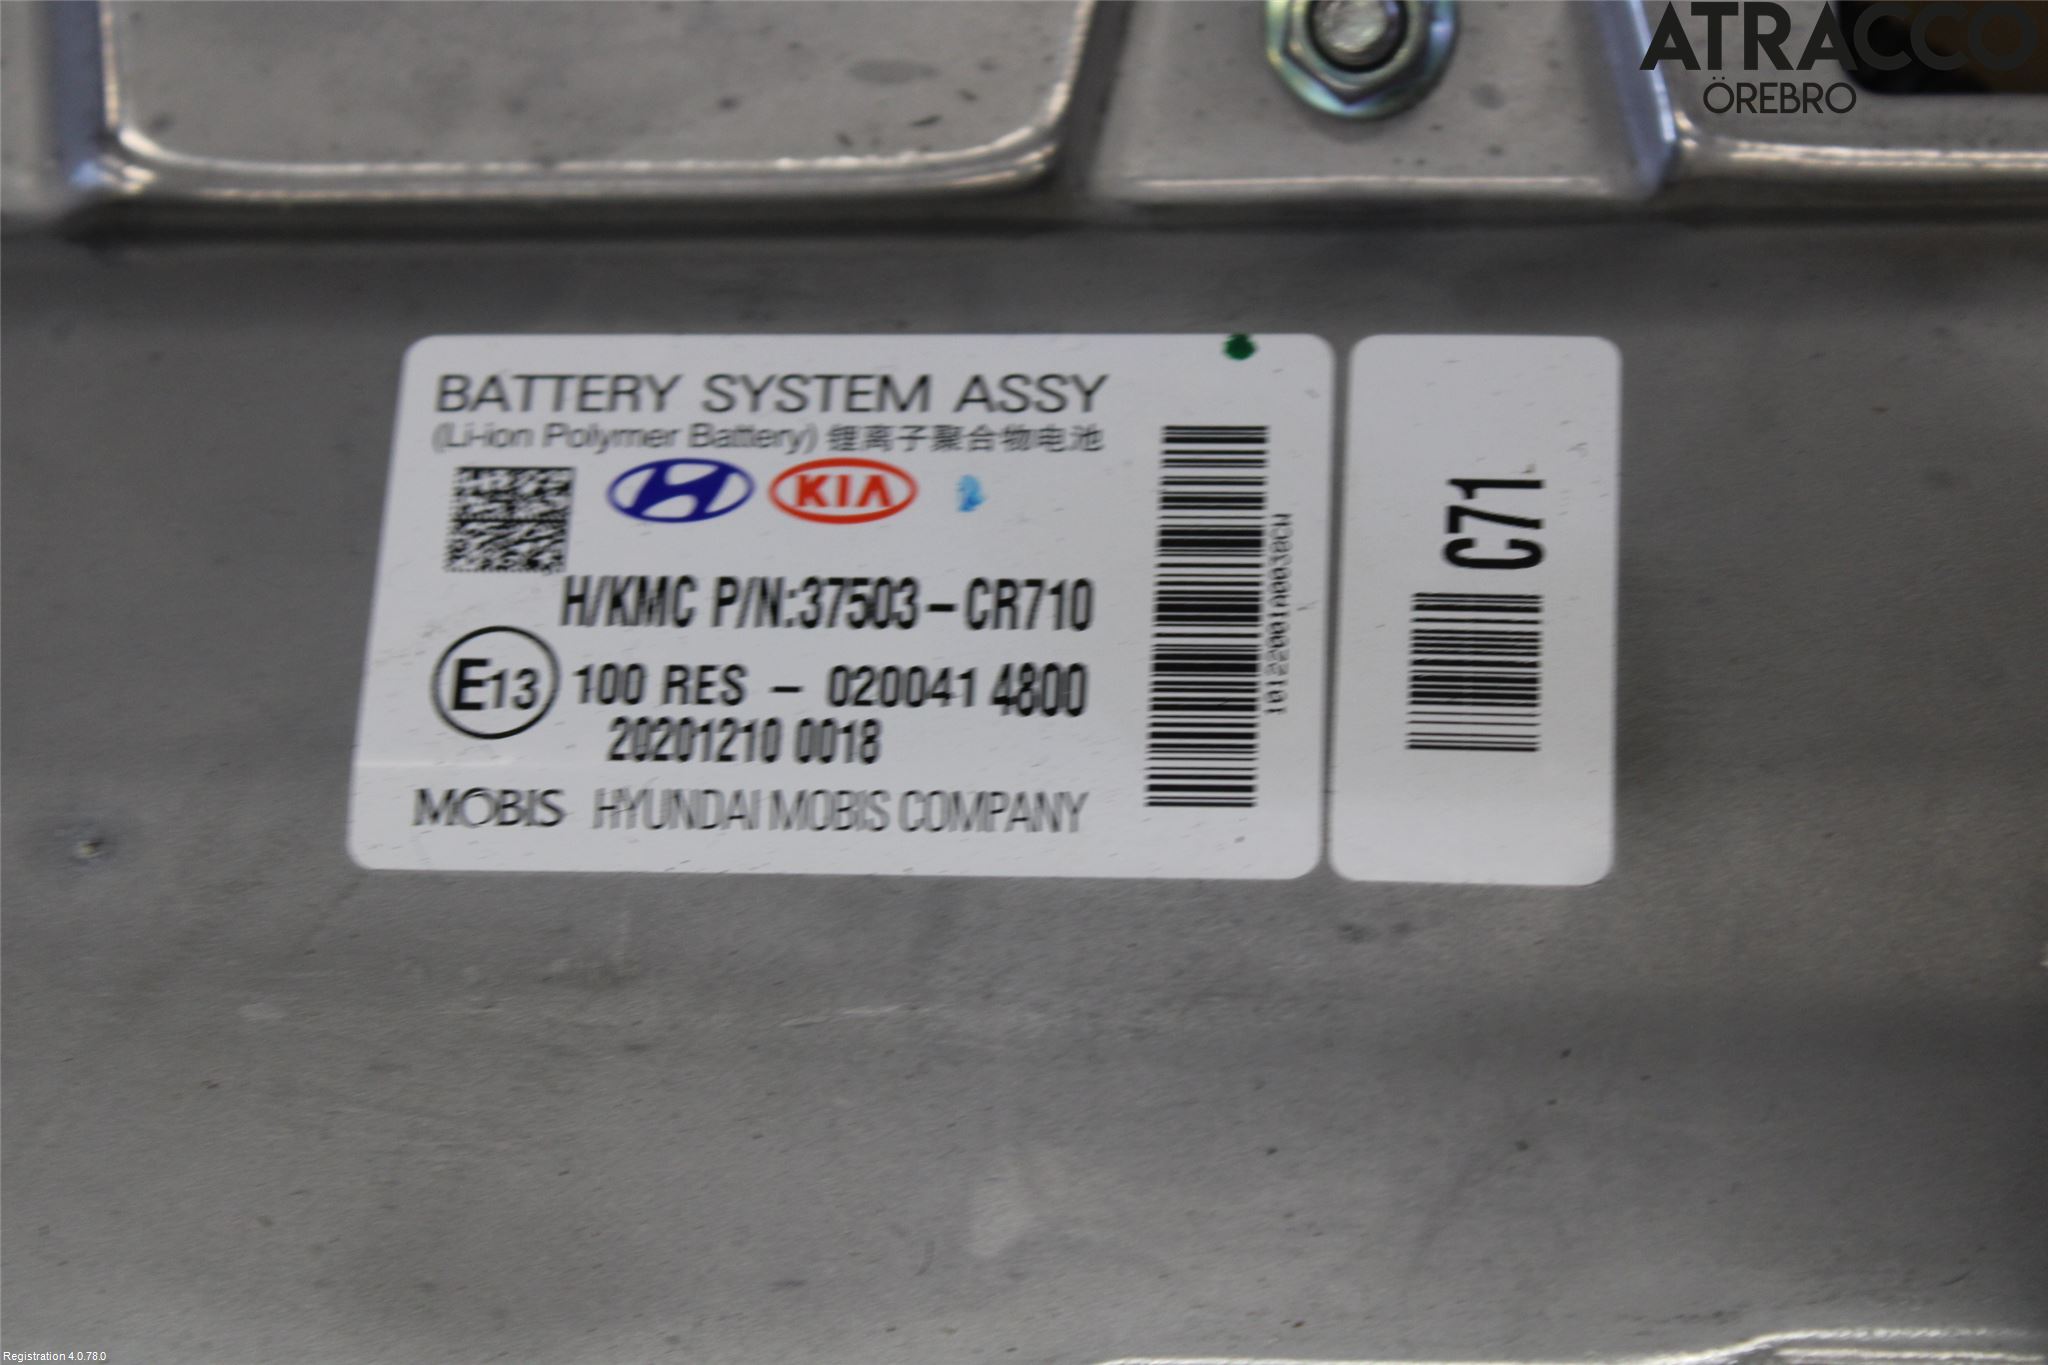 ATRACCO
ÖREBRO
BATTERY SYSTEM ASSY
(Li-ion Polymer Battery) 锂离子聚合物电池
KIA
H/KMC P/N:37503-CR710
E13 100 RES - 020041 4800
20201210 0018
MOBIS HYUNDAI MOBIS COMPANY
C71
Registration 4.0.78.0